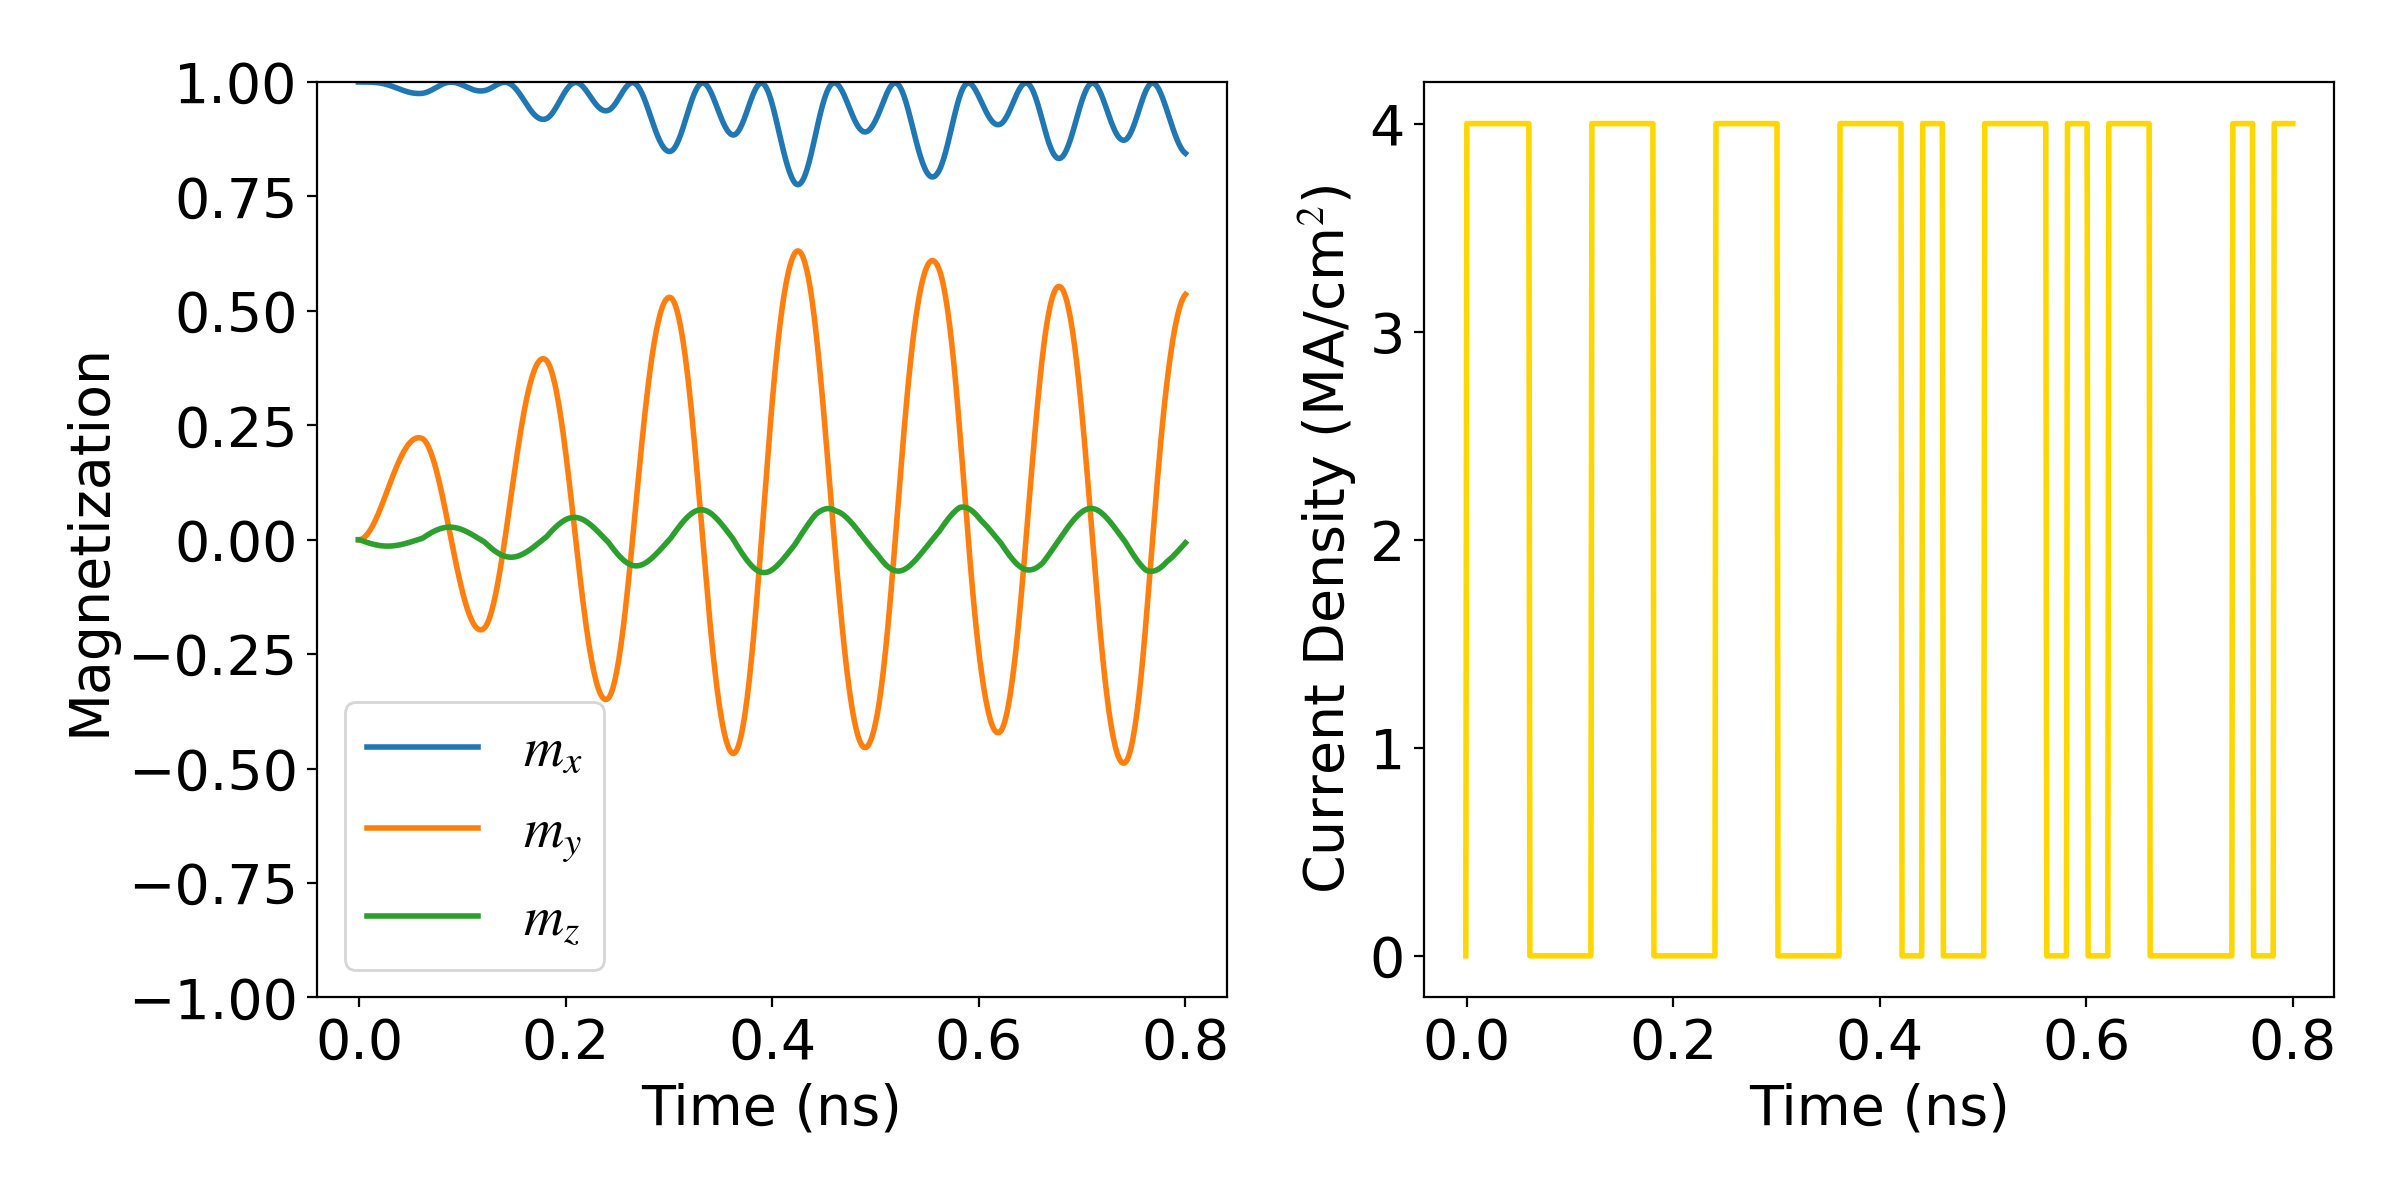 1.00
0.75
0.50
0.25
0.00
−0.25
−0.50
−0.75
−1.00
Magnetization
m_x
m_y
m_z
0.0 0.2 0.4 0.6 0.8
Time (ns)
4
3
2
1
0
Current Density (MA/cm²)
0.0 0.2 0.4 0.6 0.8
Time (ns)